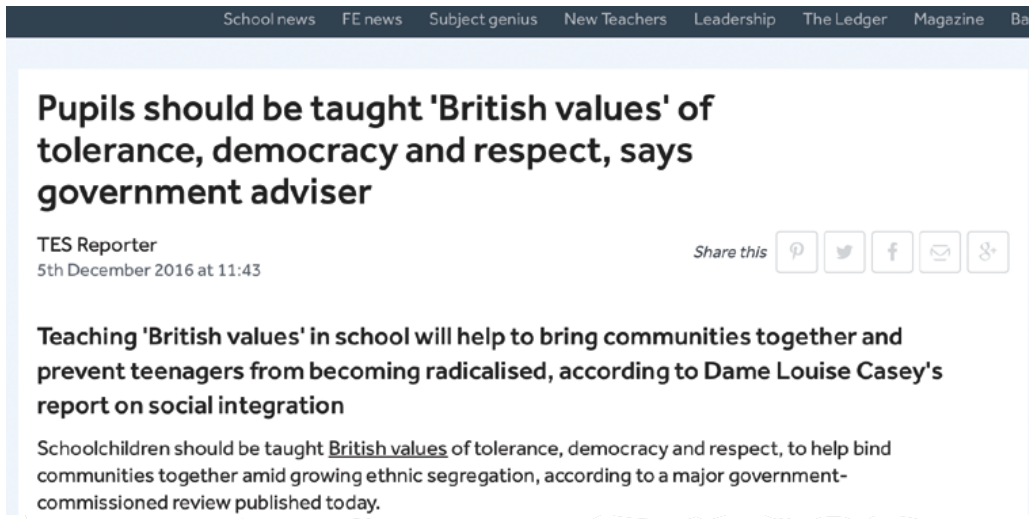 School news FE news Subject genius New Teachers Leadership The Ledger Magazine Ba
Pupils should be taught 'British values' of
tolerance, democracy and respect, says
government adviser
TES Reporter
5th December 2016 at 11:43
Share this
Teaching 'British values' in school will help to bring communities together and
prevent teenagers from becoming radicalised, according to Dame Louise Casey's
report on social integration
Schoolchildren should be taught British values of tolerance, democracy and respect, to help bind
communities together amid growing ethnic segregation, according to a major government-
commissioned review published today.